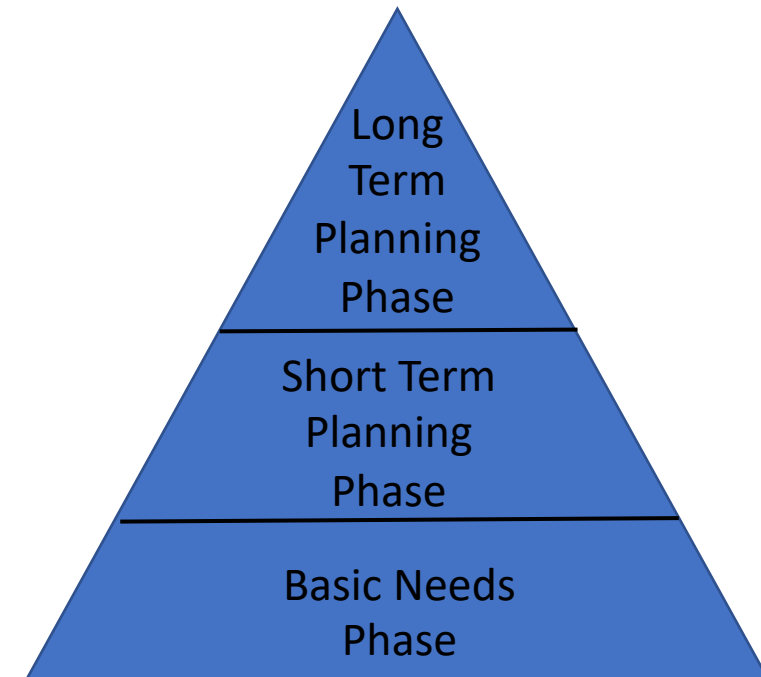 Long
Term
Planning
Phase
Short Term
Planning
Phase
Basic Needs
Phase